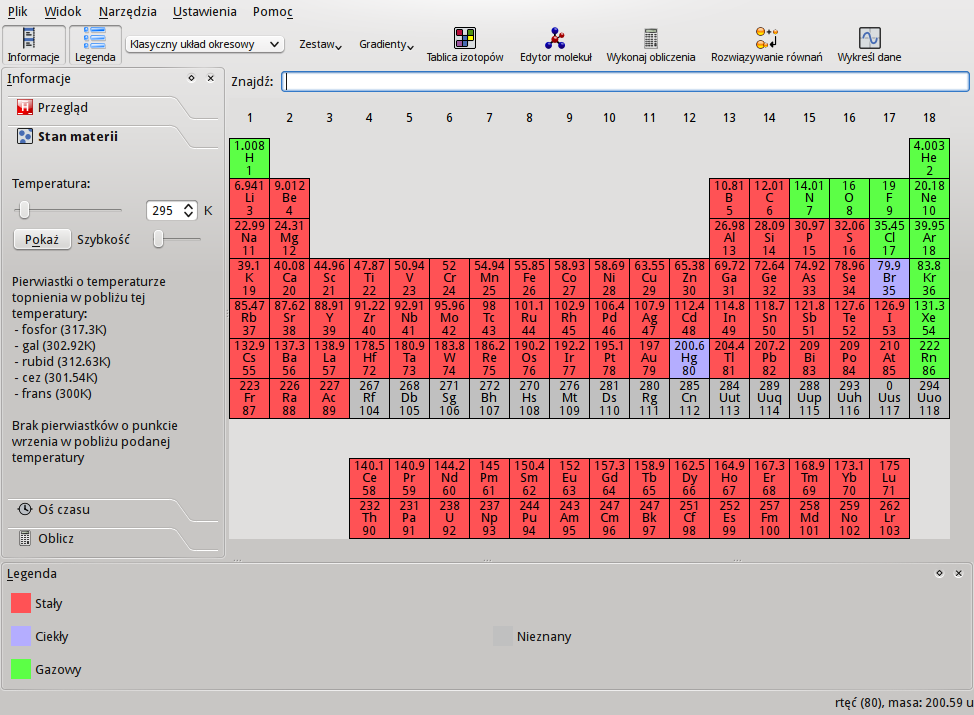 Plik Widok Narzędzia Ustawienia Pomoc
Informacje Legenda Klasyczny układ okresowy Zestaw Gradienty Tablica izotopów Edytor molekuł Wykonaj obliczenia Rozwiązywanie równań Wykreśl dane
Informacje
Przegląd
Stan materii
Temperatura:
295 K
Pokaż Szybkość
Pierwiastki o temperaturze
topnienia w pobliżu tej
temperatury:
- fosfor (317.3K)
- gal (302.92K)
- rubid (312.63K)
- cez (301.54K)
- frans (300K)
Brak pierwiastków o punkcie
wrzenia w pobliżu podanej
temperatury
Oś czasu
Oblicz
Znajdź:
1 2 3 4 5 6 7 8 9 10 11 12 13 14 15 16 17 18
1.008 4.003
H He
1 2
6.941 9.012 10.81 12.01 14.01 16 19 20.18
Li Be B C N O F Ne
3 4 5 6 7 8 9 10
22.99 24.31 26.98 28.09 30.97 32.06 35.45 39.95
Na Mg Al Si P S Cl Ar
11 12 13 14 15 16 17 18
39.1 40.08 44.96 47.87 50.94 52 54.94 55.85 58.93 58.69 63.55 65.38 69.72 72.64 74.92 78.96 79.9 83.8
K Ca Sc Ti V Cr Mn Fe Co Ni Cu Zn Ga Ge As Se Br Kr
19 20 21 22 23 24 25 26 27 28 29 30 31 32 33 34 35 36
85.47 87.62 88.91 91.22 92.91 95.96 98 101.1 102.9 106.4 107.9 112.4 114.8 118.7 121.8 127.6 126.9 131.3
Rb Sr Y Zr Nb Mo Tc Ru Rh Pd Ag Cd In Sn Sb Te I Xe
37 38 39 40 41 42 43 44 45 46 47 48 49 50 51 52 53 54
132.9 137.3 138.9 178.5 180.9 183.8 186.2 190.2 192.2 195.1 197 200.6 204.4 207.2 209 209 210 222
Cs Ba La Hf Ta W Re Os Ir Pt Au Hg Tl Pb Bi Po At Rn
55 56 57 72 73 74 75 76 77 78 79 80 81 82 83 84 85 86
223 226 227 267 268 271 272 270 276 281 280 285 284 289 288 293 0 294
Fr Ra Ac Rf Db Sg Bh Hs Mt Ds Rg Cn Uut Uuq Uup Uuh Uus Uuo
87 88 89 104 105 106 107 108 109 110 111 112 113 114 115 116 117 118
140.1 140.9 144.2 145 150.4 152 157.3 158.9 162.5 164.9 167.3 168.9 173.1 175
Ce Pr Nd Pm Sm Eu Gd Tb Dy Ho Er Tm Yb Lu
58 59 60 61 62 63 64 65 66 67 68 69 70 71
232 231 238 237 244 243 247 247 251 252 257 258 259 262
Th Pa U Np Pu Am Cm Bk Cf Es Fm Md No Lr
90 91 92 93 94 95 96 97 98 99 100 101 102 103
Legenda
Stały
Ciekły Nieznany
Gazowy
rtęć (80), masa: 200.59 u